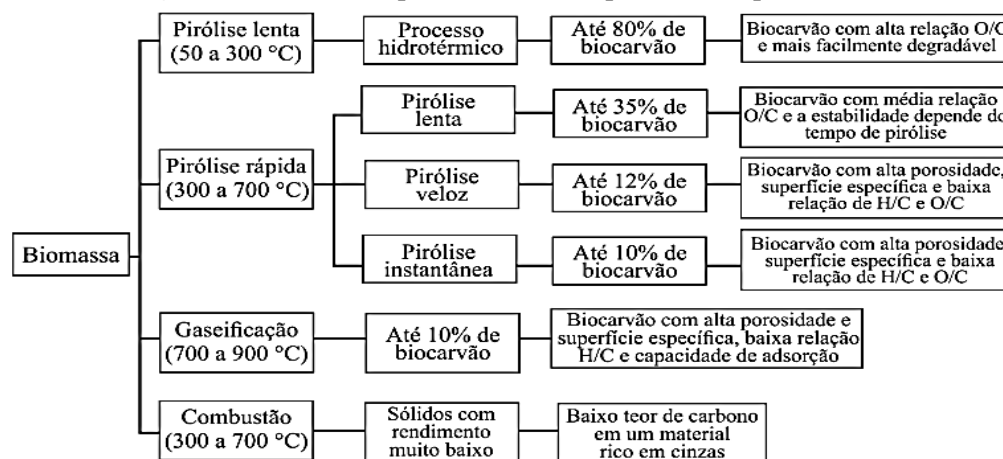 Biomassa
Pirólise lenta
(50 a 300 °C)
Processo
hidrotérmico
Até 80% de
biocarvão
Biocarvão com alta relação O/C
e mais facilmente degradável
Pirólise rápida
(300 a 700 °C)
Pirólise
lenta
Até 35% de
biocarvão
Biocarvão com média relação
O/C e a estabilidade depende do
tempo de pirólise
Pirólise
veloz
Até 12% de
biocarvão
Biocarvão com alta porosidade,
superfície específica e baixa
relação de H/C e O/C
Pirólise
instantânea
Até 10% de
biocarvão
Biocarvão com alta porosidade
superfície específica e baixa
relação de H/C e O/C
Gaseificação
(700 a 900 °C)
Até 10% de
biocarvão
Biocarvão com alta porosidade e
superfície específica, baixa relação
H/C e capacidade de adsorção
Combustão
(300 a 700 °C)
Sólidos com
rendimento
muito baixo
Baixo teor de carbono
em um material
rico em cinzas